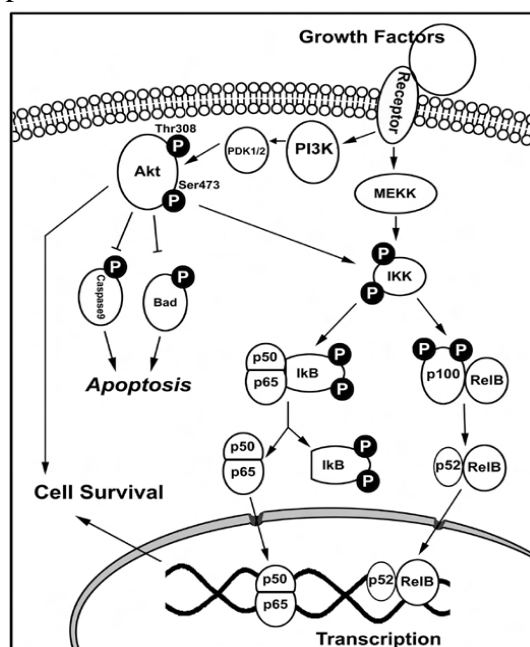 Growth Factors
Receptor
Thr308
P
Akt
Ser473
P
PDK1/2
PI3K
MEKK
P
IKK
P
P
Caspase9
P
Bad
Apoptosis
p50
p65
IkB
P
P
P
P
p100
RelB
p50
p65
IkB
P
P
p52
RelB
Cell Survival
p50
p65
p52
RelB
Transcription